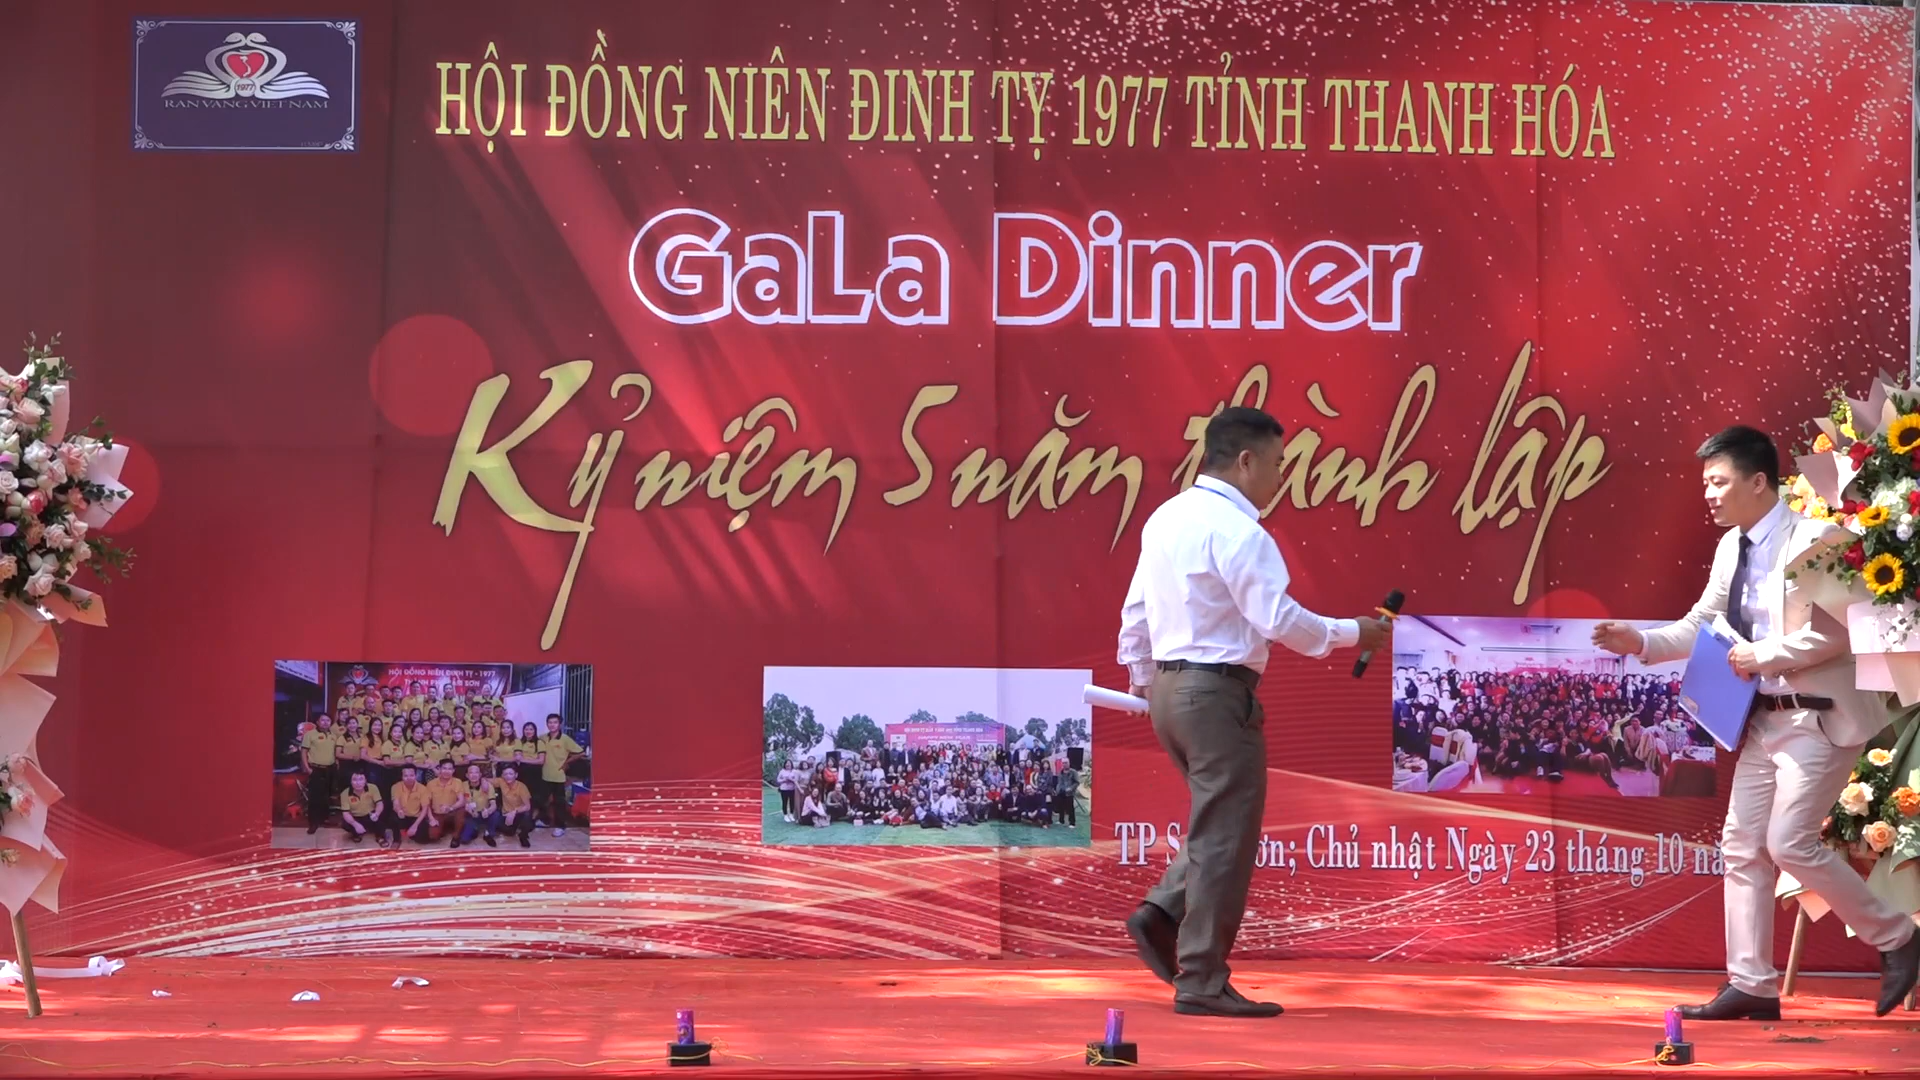 1977
RAN VANG VIET NAM
HỘI ĐỒNG NIÊN ĐINH TỴ 1977 TỈNH THANH HÓA
GaLa Dinner
Kỷ niệm 5 năm thành lập
HỘI ĐỒNG NIÊN ĐINH TỴ - 1977
TP Chủ nhật Ngày 23 tháng 10